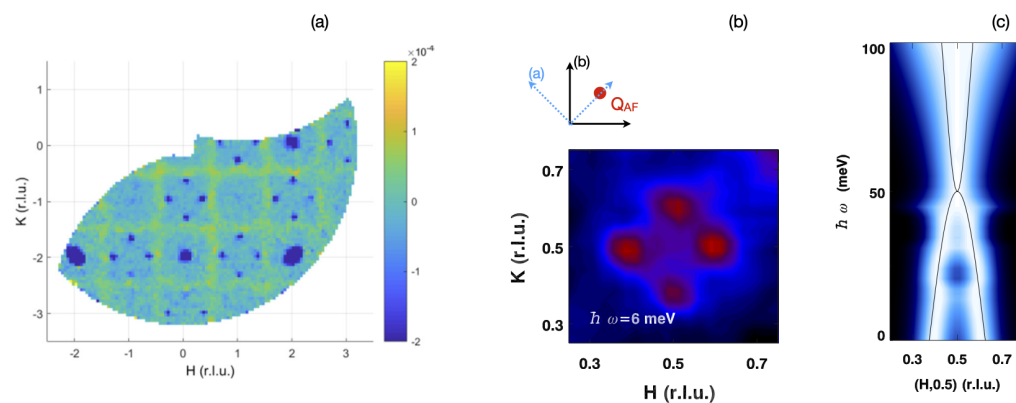 (a)
×10⁻⁴
2
1
0
-1
-2
K (r.l.u.)
1
0
-1
-2
-3
-2
-1
0
1
2
3
H (r.l.u.)
(b)
(a)
(b)
Q_AF
K (r.l.u.)
0.7
0.5
0.3
ħ ω=6 meV
0.3
0.5
0.7
H (r.l.u.)
(c)
ħ ω (meV)
100
50
0
0.3
0.5
0.7
(H,0.5) (r.l.u.)